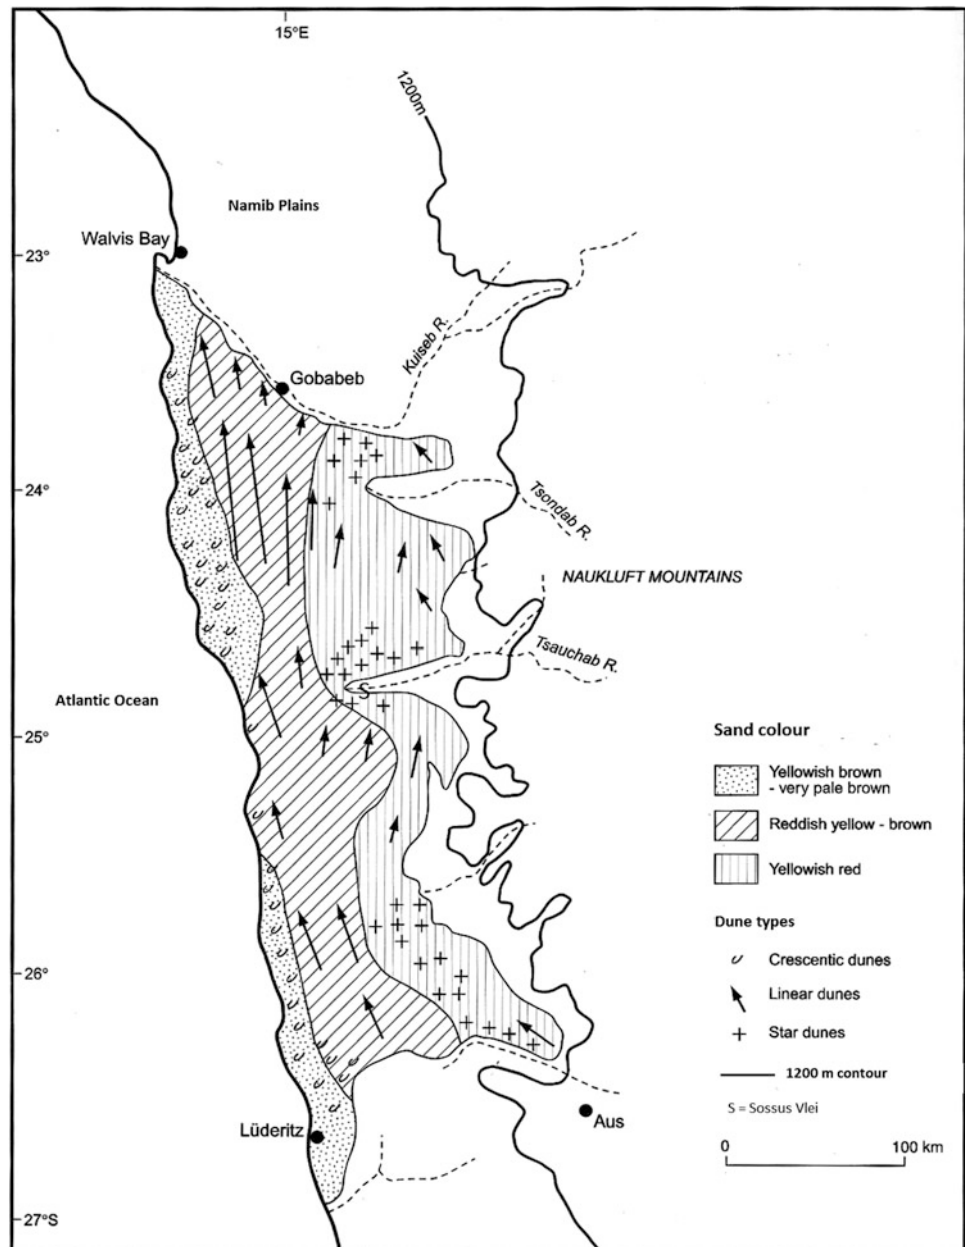 15°E
1200m
Namib Plains
Walvis Bay
23°
Kuiseb R.
Gobabeb
24°
Tsondab R.
NAUKLUFT MOUNTAINS
Tsauchab R.
S
Atlantic Ocean
25°
Sand colour
Yellowish brown
- very pale brown
Reddish yellow - brown
Yellowish red
Dune types
Crescentic dunes
26°
Linear dunes
Star dunes
1200 m contour
S = Sossus Vlei
Aus
Lüderitz
0 100 km
27°S